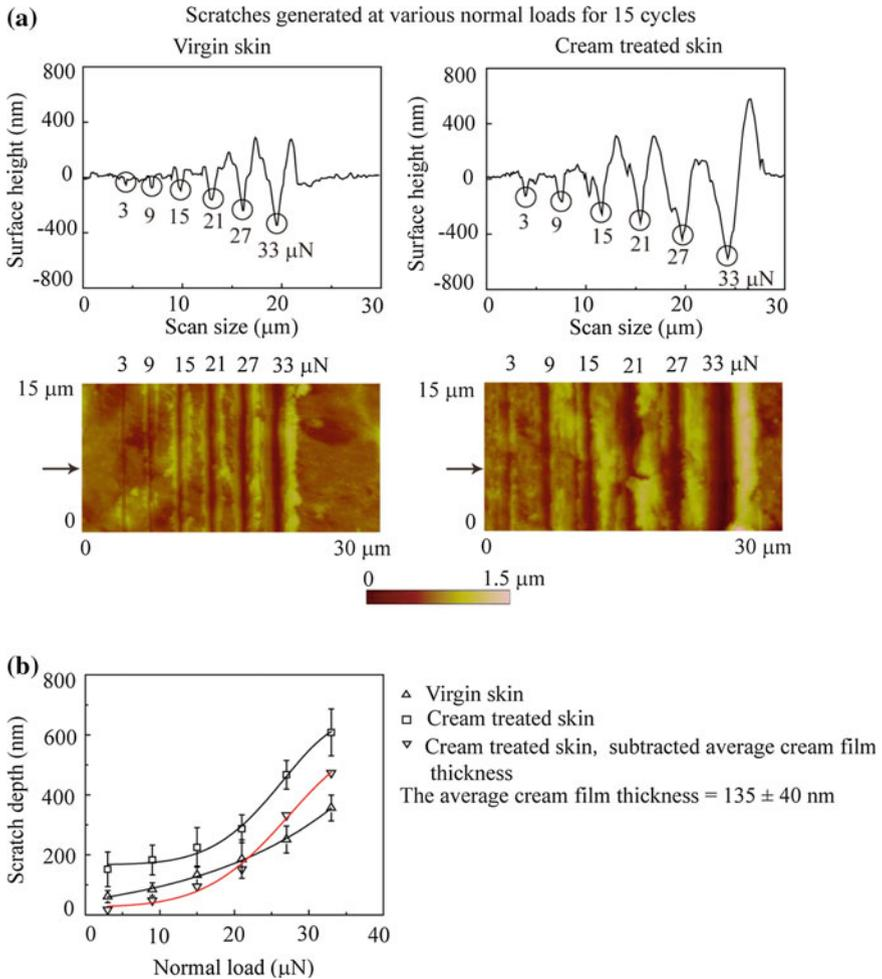 (a)
Scratches generated at various normal loads for 15 cycles
Virgin skin
Cream treated skin
Surface height (nm)
800
400
0
-400
-800
3
9
15
21
27
33 μN
0
10
20
30
Scan size (μm)
Surface height (nm)
800
400
0
-400
-800
3
9
15
21
27
33 μN
0
10
20
30
Scan size (μm)
3 9 15 21 27 33 μN
15 μm
0
0
30 μm
3 9 15 21 27 33 μN
15 μm
0
0
30 μm
0
1.5 μm
(b)
Scratch depth (nm)
800
600
400
200
0
0
10
20
30
40
Normal load (μN)
Virgin skin
Cream treated skin
Cream treated skin, subtracted average cream film
thickness
The average cream film thickness = 135 ± 40 nm